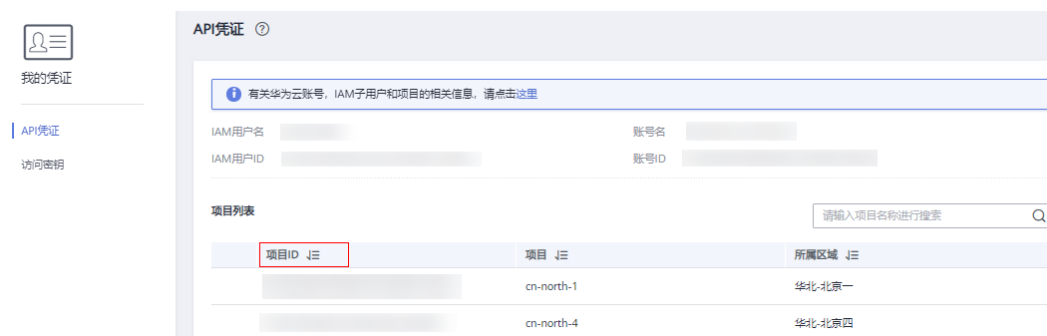 API凭证
我的凭证
有关华为云账号，IAM子用户和项目的相关信息，请点击这里
API凭证
访问密钥
IAM用户名 账号名
IAM用户ID 账号ID
项目列表
请输入项目名称进行搜索
项目ID 项目 所属区域
cn-north-1 华北-北京一
cn-north-4 华北-北京四